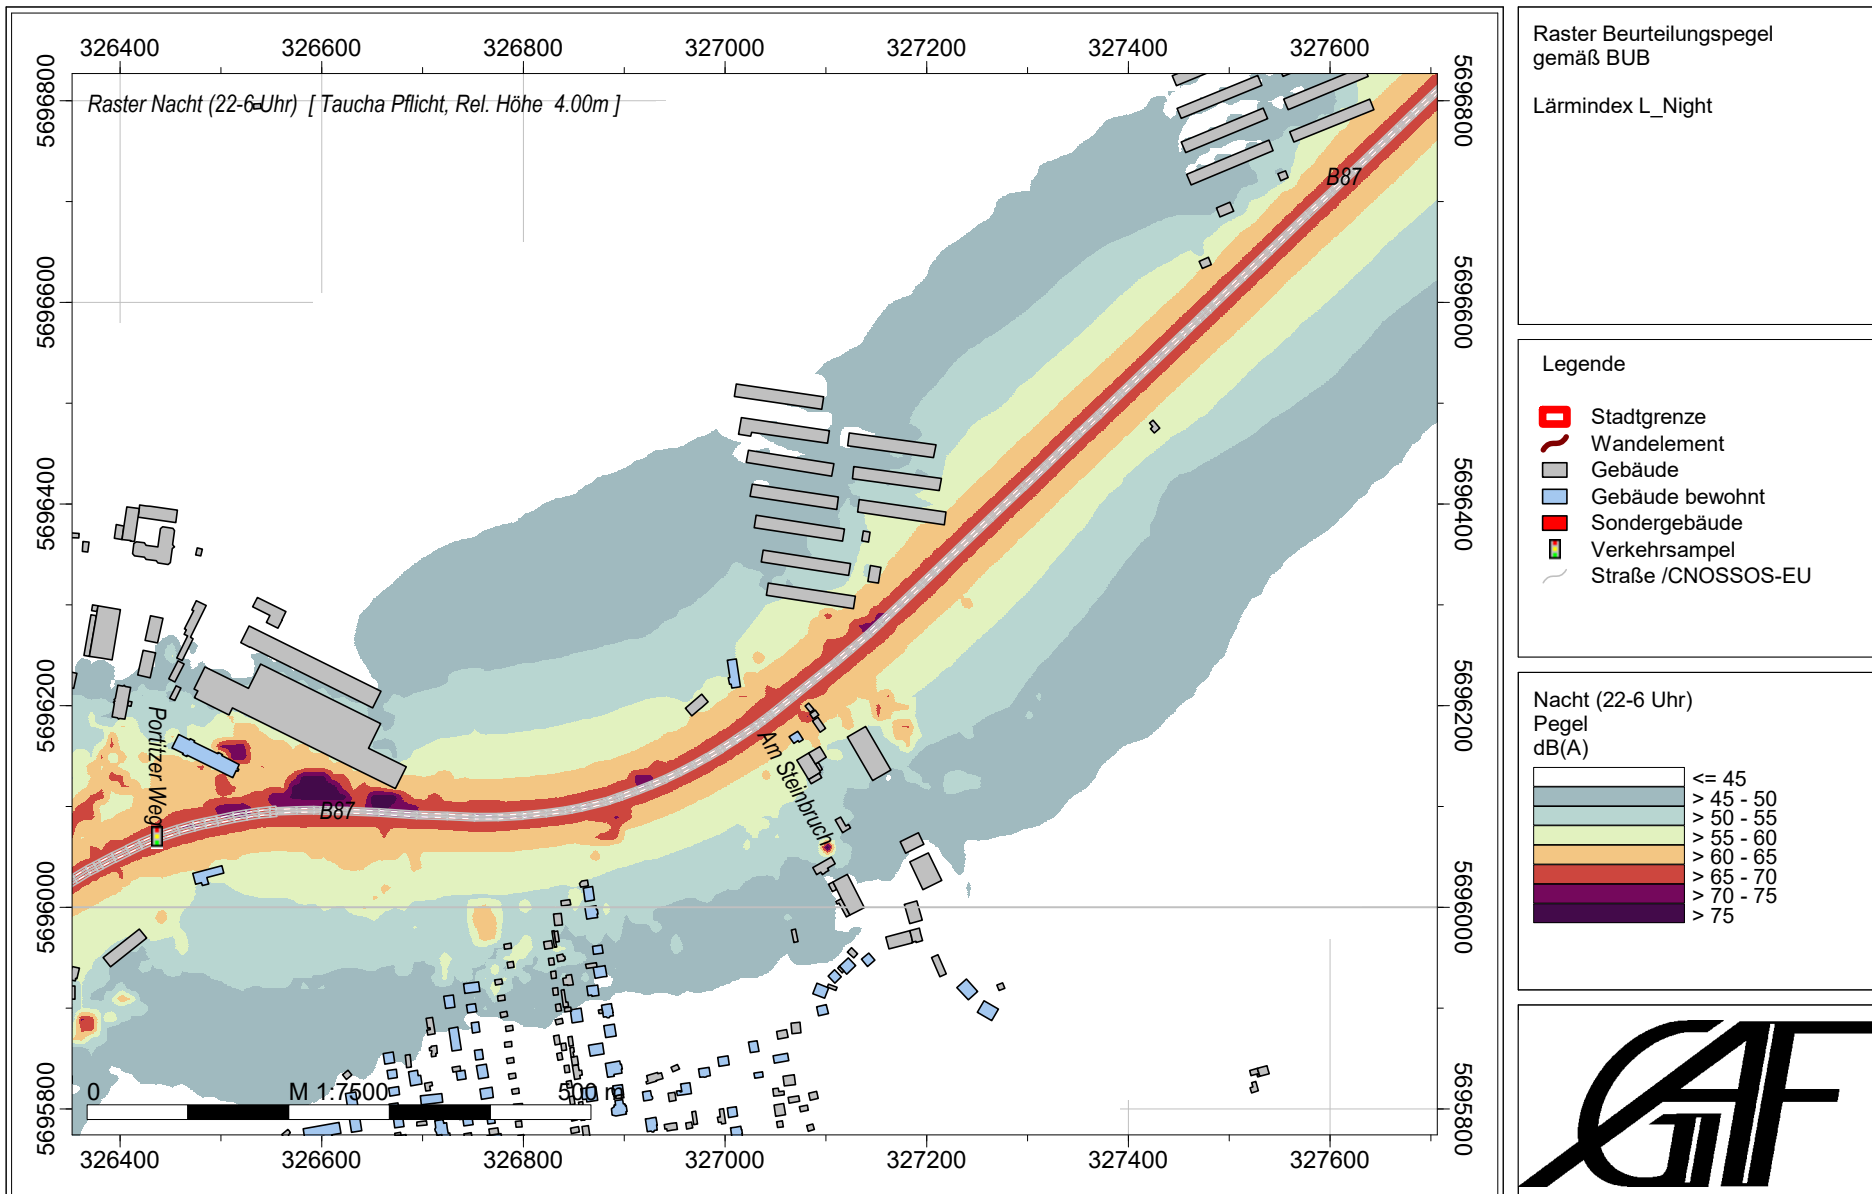 326400 326600 326800 327000 327200 327400 327600
5696800
5696600
5696400
5696200
5696000
5695800
Raster Nacht (22-6 Uhr) [ Taucha Pflicht, Rel. Höhe 4.00m ]
B87
Portitzer Weg
B87
Am Steinbruch
0 M 1:7500 500 m
5696800
5696600
5696400
5696200
5696000
5695800
326400 326600 326800 327000 327200 327400 327600
Raster Beurteilungspegel
gemäß BUB
Lärmindex L_Night
Legende
Stadtgrenze
Wandelement
Gebäude
Gebäude bewohnt
Sondergebäude
Verkehrsampel
Straße /CNOSSOS-EU
Nacht (22-6 Uhr)
Pegel
dB(A)
<= 45
> 45 - 50
> 50 - 55
> 55 - 60
> 60 - 65
> 65 - 70
> 70 - 75
> 75
GAF